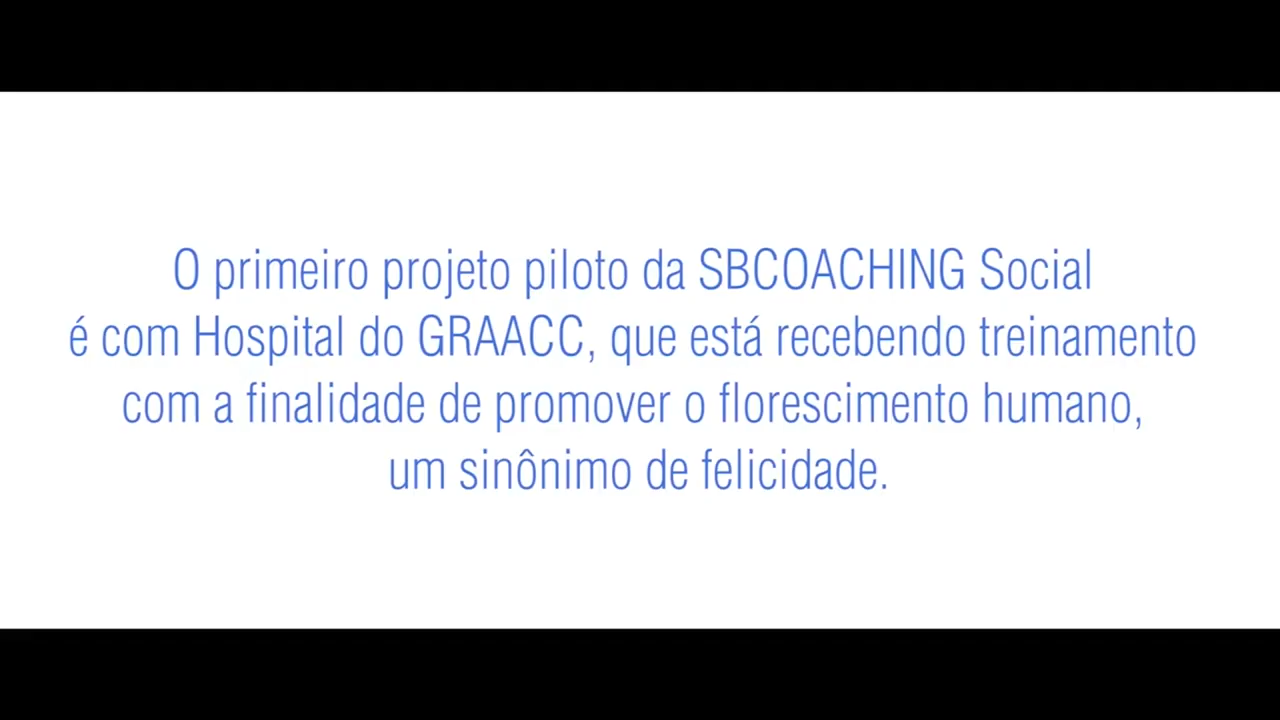 O primeiro projeto piloto da SBCOACHING Social
é com Hospital do GRAACC, que está recebendo treinamento
com a finalidade de promover o florescimento humano,
um sinônimo de felicidade.